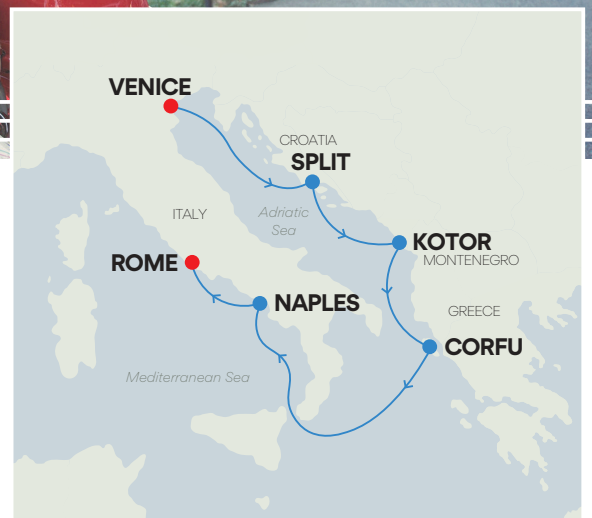 VENICE
CROATIA
SPLIT
ITALY
Adriatic
Sea
KOTOR
MONTENEGRO
ROME
NAPLES
GREECE
CORFU
Mediterranean Sea